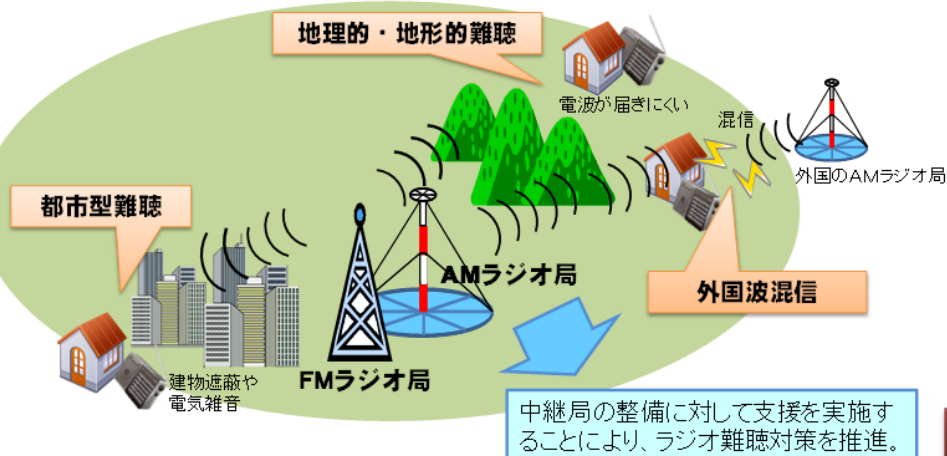 地理的・地形的難聴
電波が届きにくい
混信
外国のAMラジオ局
都市型難聴
AMラジオ局
外国波混信
建物遮蔽や
電気雑音
FMラジオ局
中継局の整備に対して支援を実施す
ることにより、ラジオ難聴対策を推進。